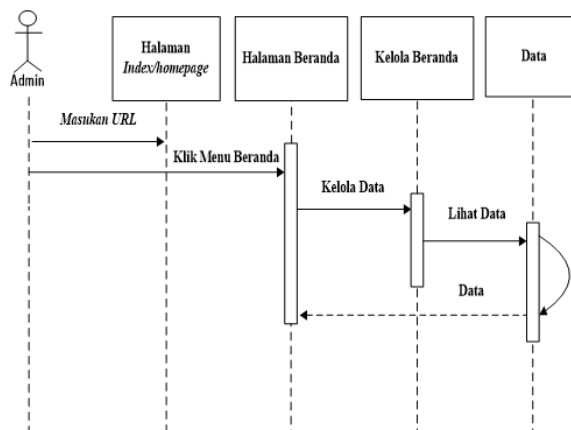 Halaman
Index/homepage
Halaman Beranda
Kelola Beranda
Data
Admin
Masukan URL
Klik Menu Beranda
Kelola Data
Lihat Data
Data